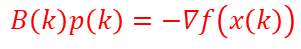 B(k)p(k) = −∇f(x(k))